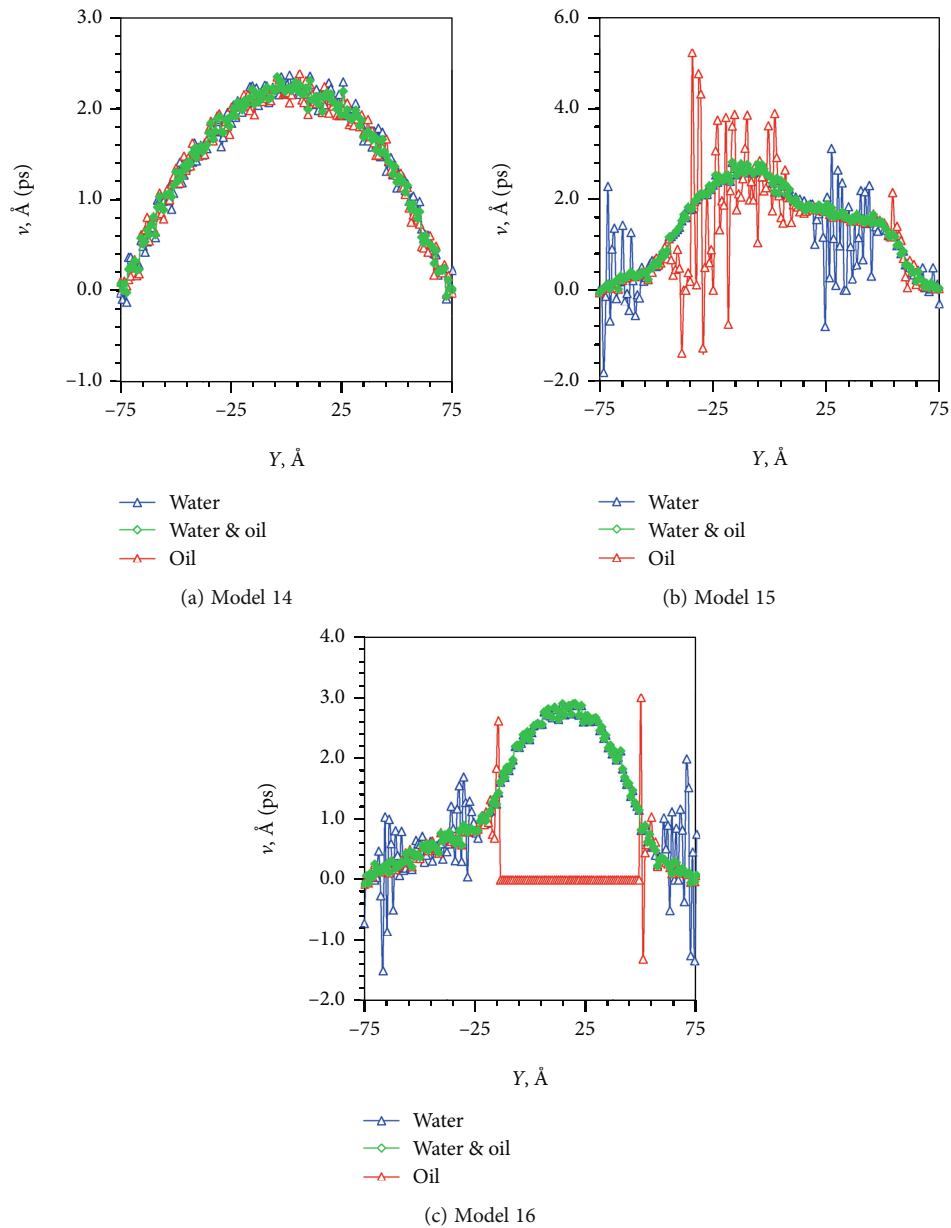 3.0
2.0
1.0
0.0
–1.0
–75
–25
25
75
v, Å (ps)
Y, Å
Water
Water & oil
Oil
(a) Model 14
6.0
4.0
2.0
0.0
–2.0
–75
–25
25
75
v, Å (ps)
Y, Å
Water
Water & oil
Oil
(b) Model 15
4.0
3.0
2.0
1.0
0.0
–1.0
–2.0
–75
–25
25
75
v, Å (ps)
Y, Å
Water
Water & oil
Oil
(c) Model 16